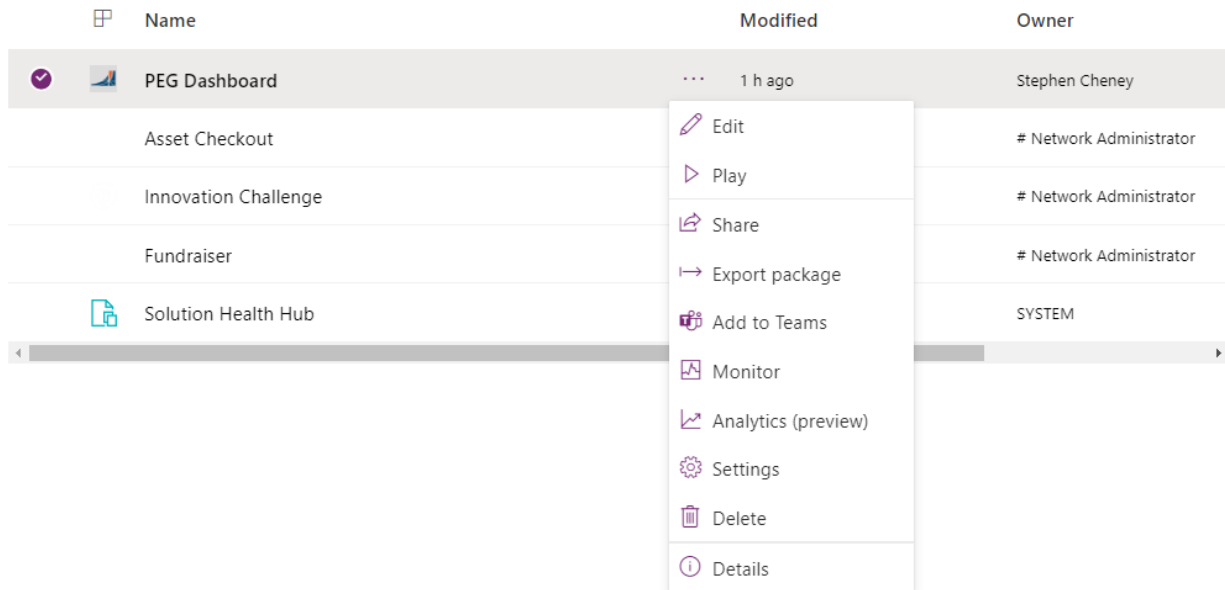 Name Modified Owner
PEG Dashboard ... 1 h ago Stephen Cheney
Asset Checkout # Network Administrator
Innovation Challenge # Network Administrator
Fundraiser # Network Administrator
Solution Health Hub SYSTEM
Edit
Play
Share
Export package
Add to Teams
Monitor
Analytics (preview)
Settings
Delete
Details